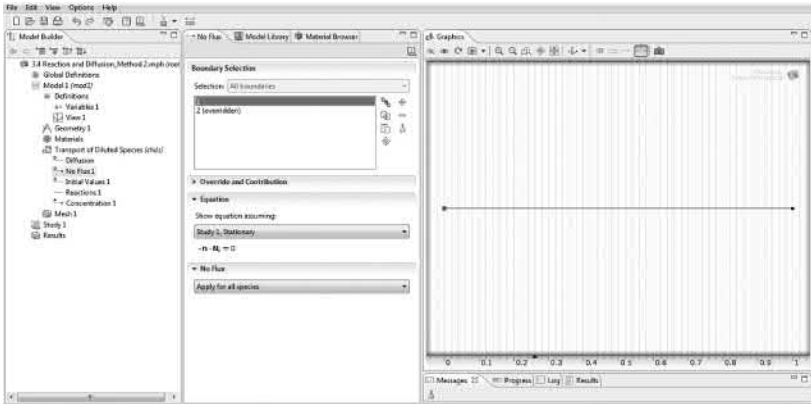 File Edit View Options Help
Model Builder
3.4 Reaction and Diffusion_Method 2.mph (root)
Global Definitions
Model 1 (mod1)
Definitions
Variables 1
View 1
Geometry 1
Materials
Transport of Diluted Species (chds)
Diffusion
No Flux 1
Initial Values 1
Reactions 1
Concentration 1
Mesh 1
Study 1
Results
No Flux Model Library Material Browser
Boundary Selection
Selection: All boundaries
1
2 (overridden)
Override and Contribution
Equation
Show equation assuming:
Study 1, Stationary
-n · Nᵢ = 0
No Flux
Apply for all species
Graphics
0 0.1 0.2 0.3 0.4 0.5 0.6 0.7 0.8 0.9 1
Messages Progress Log Results